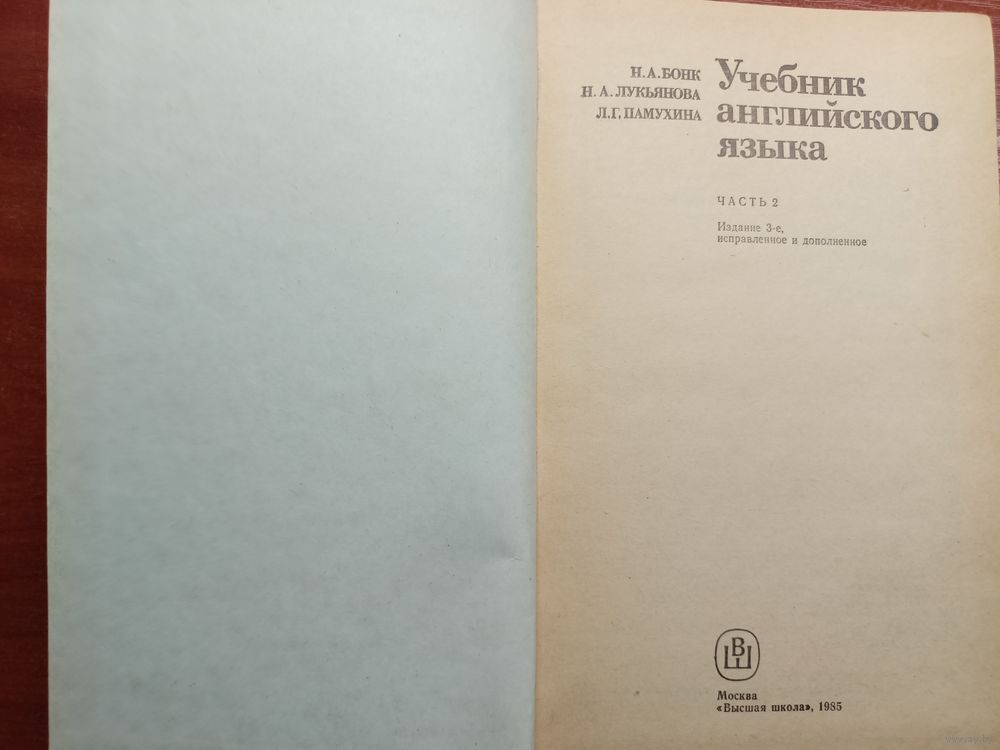 Н. А. БОНК
Н. А. ЛУКЬЯНОВА
Л. Г. ПАМУХИНА
Учебник
английского
языка
ЧАСТЬ 2
Издание 3-е,
исправленное и дополненное
ВШ
Москва
«Высшая школа», 1985